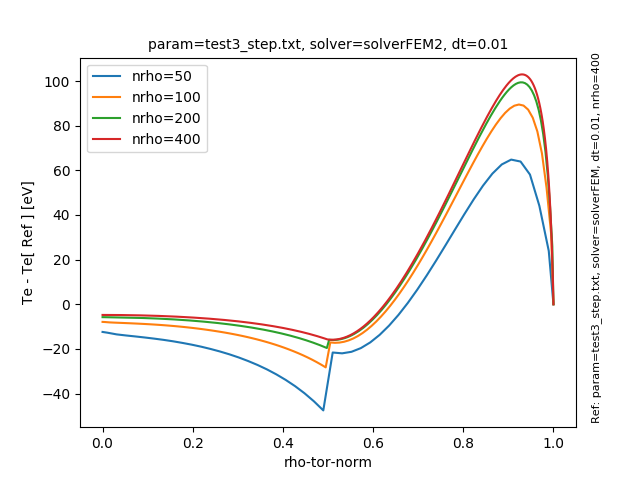 param=test3_step.txt, solver=solverFEM2, dt=0.01
nrho=50
nrho=100
nrho=200
nrho=400
Te - Te[ Ref ] [eV]
100
80
60
40
20
0
−20
−40
0.0 0.2 0.4 0.6 0.8 1.0
rho-tor-norm
Ref: param=test3_step.txt, solver=solverFEM, dt=0.01, nrho=400